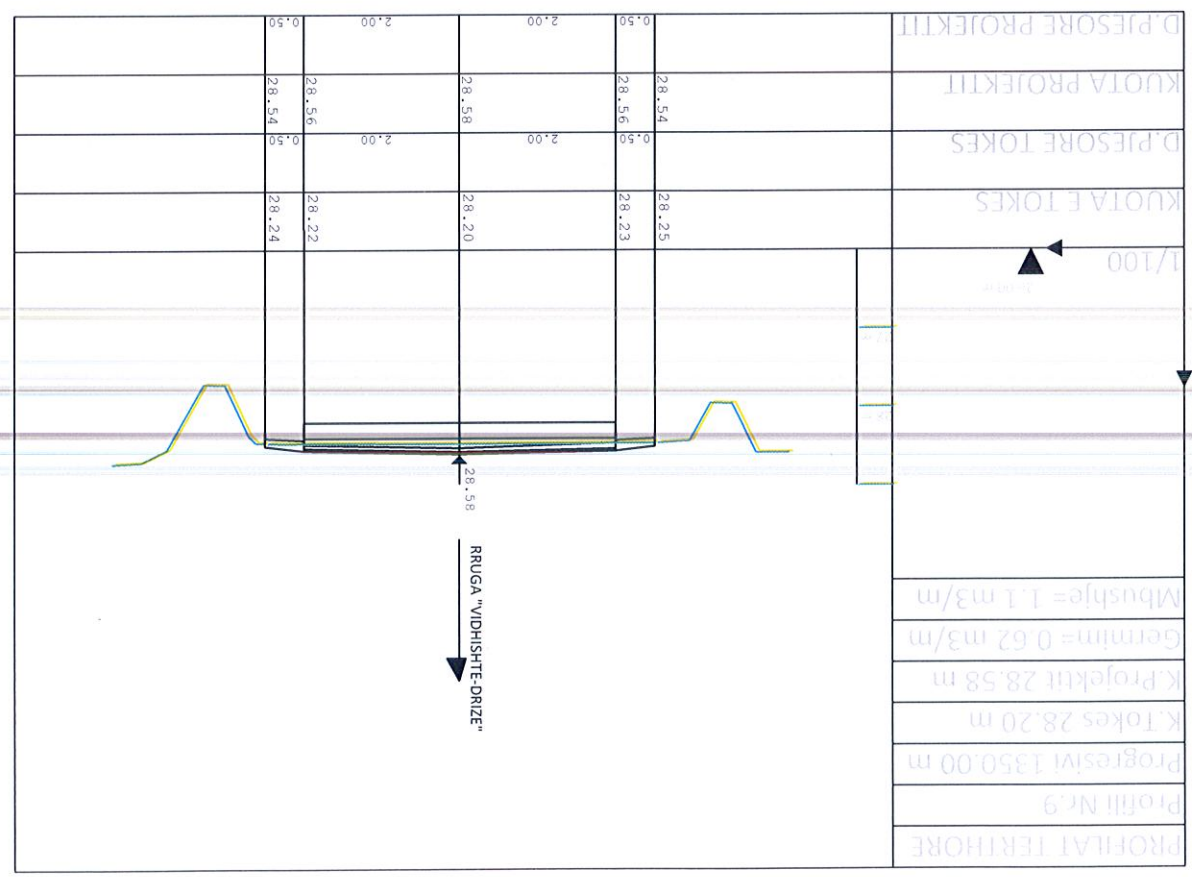 PROFILAT TERTHORE
Profili Nr.9
Progresivi 1350.00 m
K.Tokes 28.20 m
K.Projektit 28.58 m
Germim= 0 62 m3/m
Mbushje= 1.1 m3/m
RRUGA "VIDHISHTE-DRIZE"
28.58
1/100
KUOTA E TOKES 28.25 28.23 28.20 28.22 28.24
D.PJESORE TOKES 0.50 2.00 2.00 0.50
KUOTA PROJEKTIT 28.54 28.56 28.58 28.56 28.54
D.PJESORE PROJEKTIT 0.50 2.00 2.00 0.50